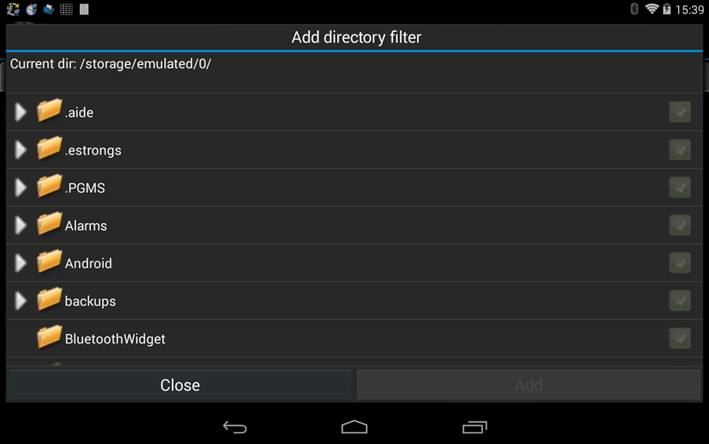 15:39
Add directory filter
Current dir: /storage/emulated/0/
.aide
.estrongs
.PGMS
Alarms
Android
backups
BluetoothWidget
Close
Add